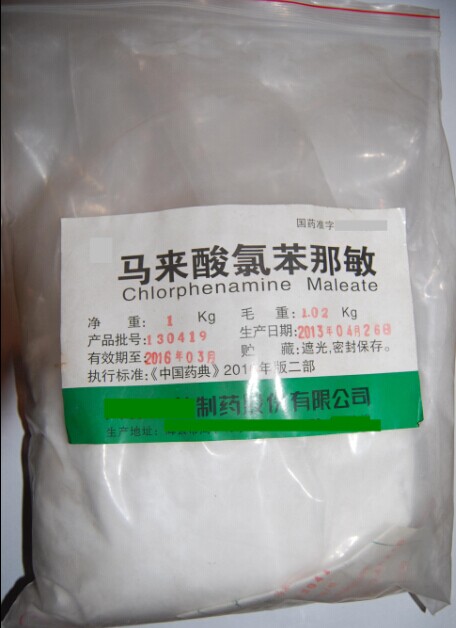 国药准字
马来酸氯苯那敏
Chlorphenamine Maleate
净 重: 1 Kg 毛 重: 1.02 Kg
产品批号: 130419 生产日期: 2013年04月26日
有效期至 2016年03月 贮 藏: 遮光,密封保存。
执行标准:《中国药典》2010年版二部
制药股份有限公司
生产地址: